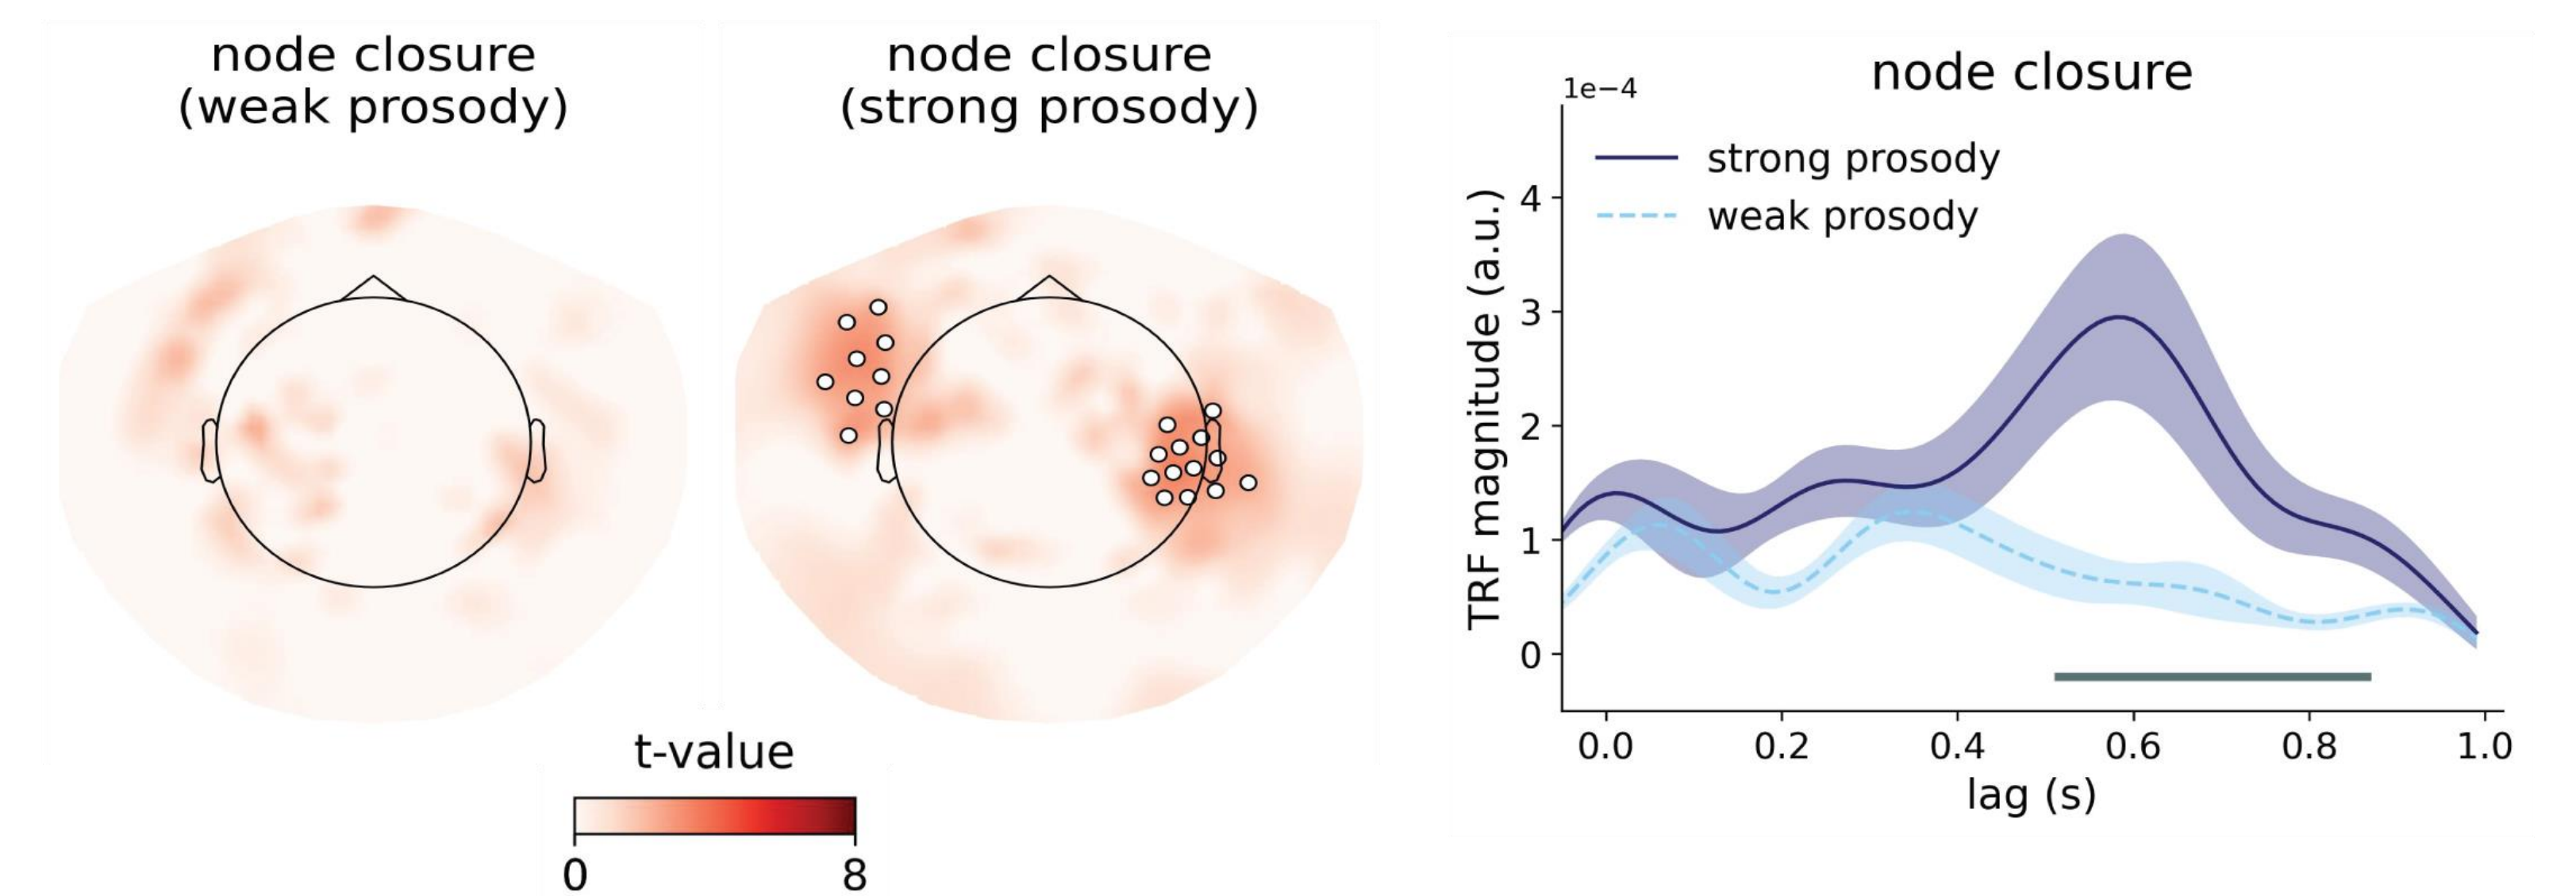 node closure
(weak prosody)
node closure
(strong prosody)
t-value
0
8
node closure
1e−4
strong prosody
weak prosody
TRF magnitude (a.u.)
4
3
2
1
0
0.0
0.2
0.4
0.6
0.8
1.0
lag (s)